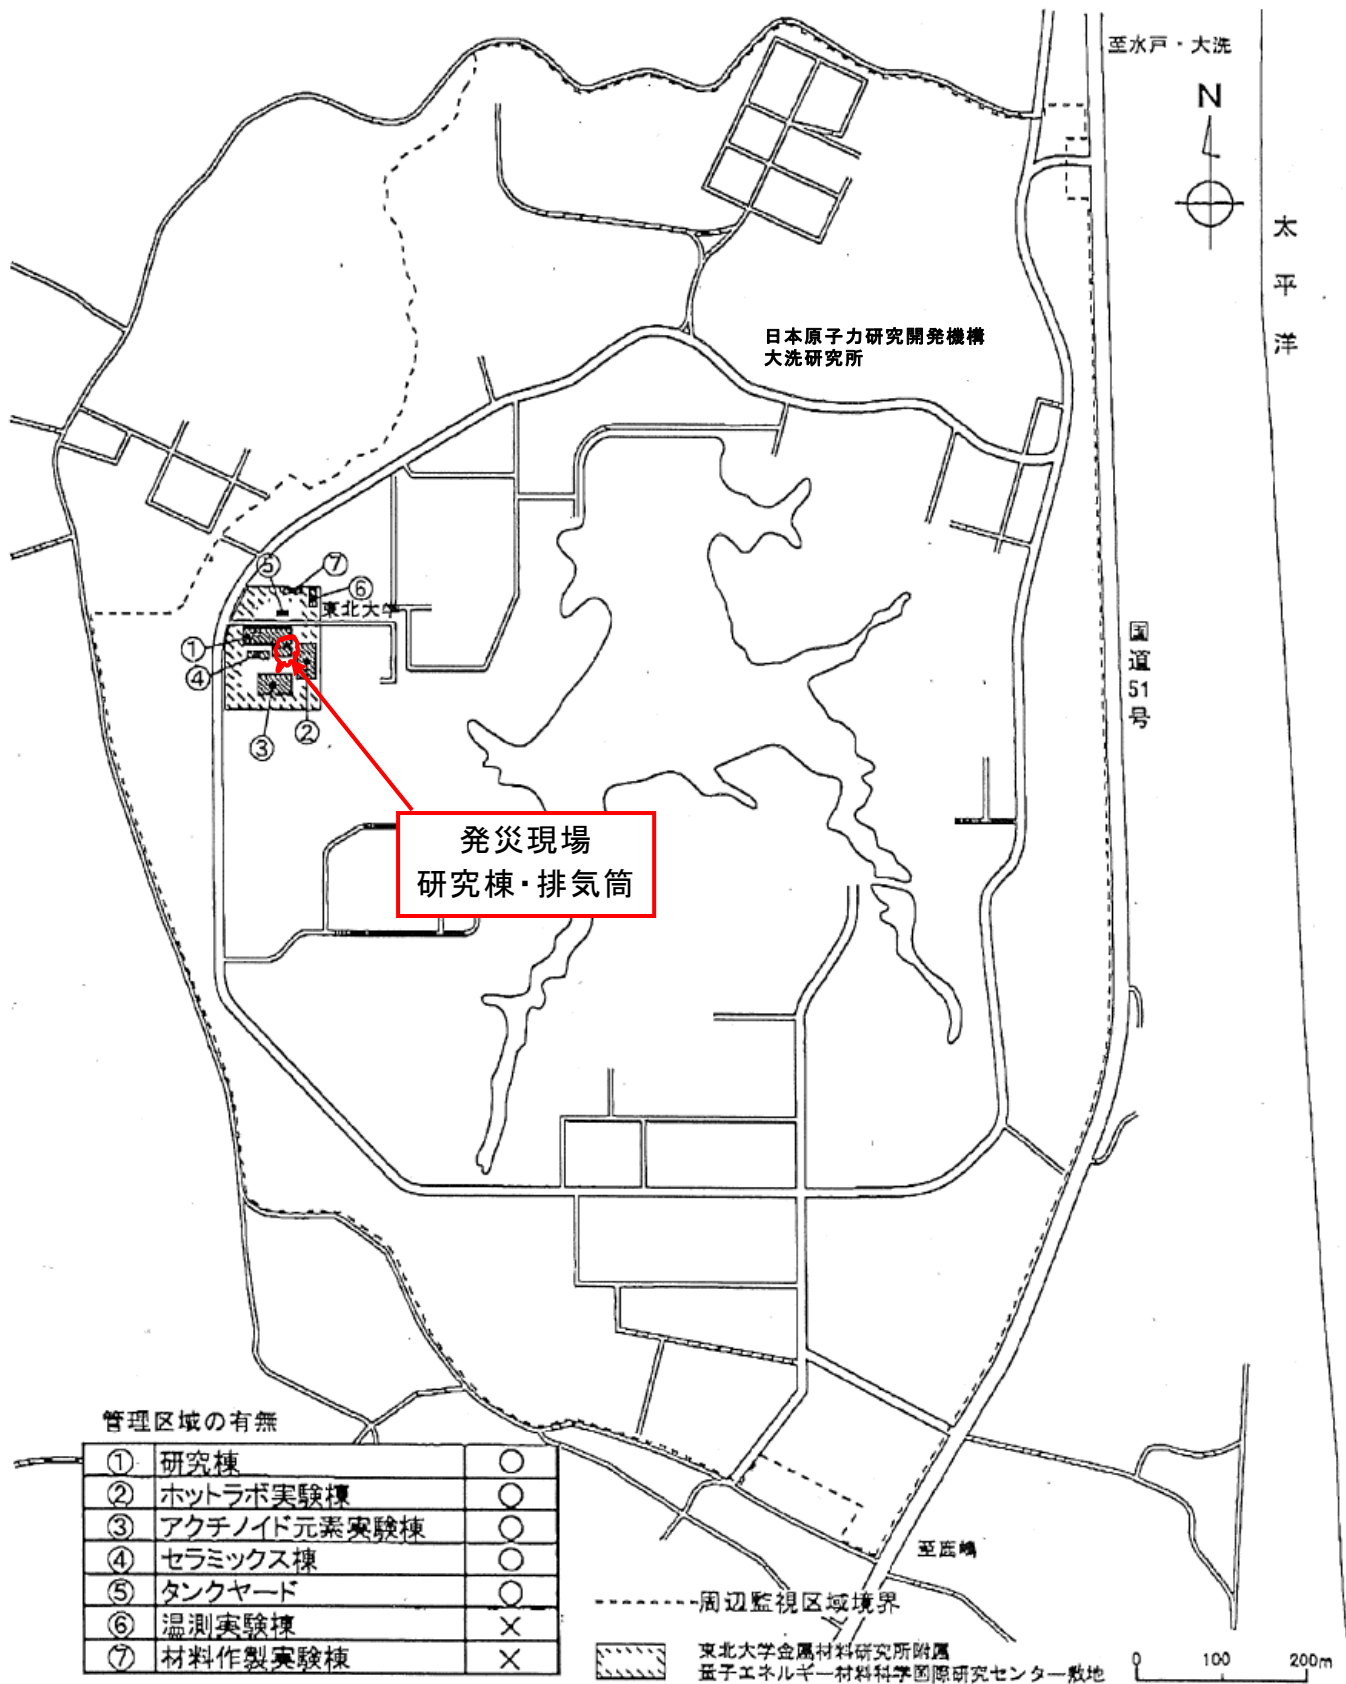 至水戸・大洗
N
太平洋
日本原子力研究開発機構
大洗研究所
⑤
⑦
⑥
東北大学
①
④
③
②
国道51号
発災現場
研究棟・排気筒
管理区域の有無
① 研究棟 ○
② ホットラボ実験棟 ○
③ アクチノイド元素実験棟 ○
④ セラミックス棟 ○
⑤ タンクヤード ○
⑥ 温測実験棟 ×
⑦ 材料作製実験棟 ×
至鹿嶋
周辺監視区域境界
東北大学金属材料研究所附属
量子エネルギー材料科学国際研究センター敷地
0 100 200m